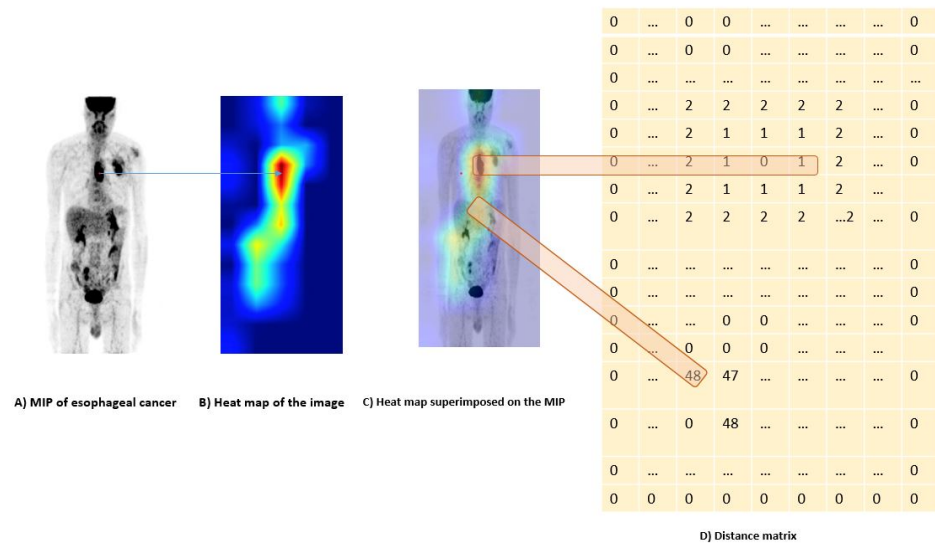 0 ... 0 0 ... ... ... ... 0
0 ... 0 0 ... ... ... ... 0
0 ... ... ... ... ... ... ... ...
0 ... 2 2 2 2 2 ... 0
0 ... 2 1 1 1 2 ... 0
0 ... 2 1 0 1 2 ... 0
0 ... 2 1 1 1 2 ...
0 ... 2 2 2 2 ...2 ... 0
0 ... ... ... ... ... ... ... 0
0 ... ... ... ... ... ... ... 0
0 ... ... 0 0 ... ... ... 0
0 ... 0 0 0 ... ... ...
0 ... 48 47 ... ... ... ... 0
0 ... 0 48 ... ... ... ... 0
0 ... ... ... ... ... ... ... 0
0 0 0 0 0 0 0 0 0
A) MIP of esophageal cancer
B) Heat map of the image
C) Heat map superimposed on the MIP
D) Distance matrix